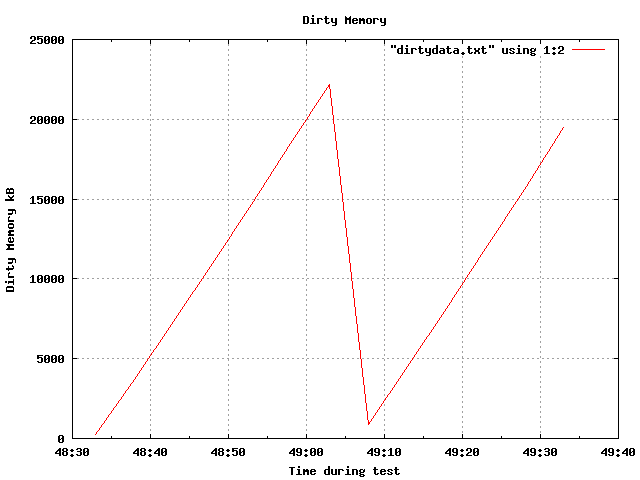 Dirty Memory
25000
"dirtydata.txt" using 1:2
20000
15000
Dirty Memory kB
10000
5000
0
48:30 48:40 48:50 49:00 49:10 49:20 49:30 49:40
Time during test